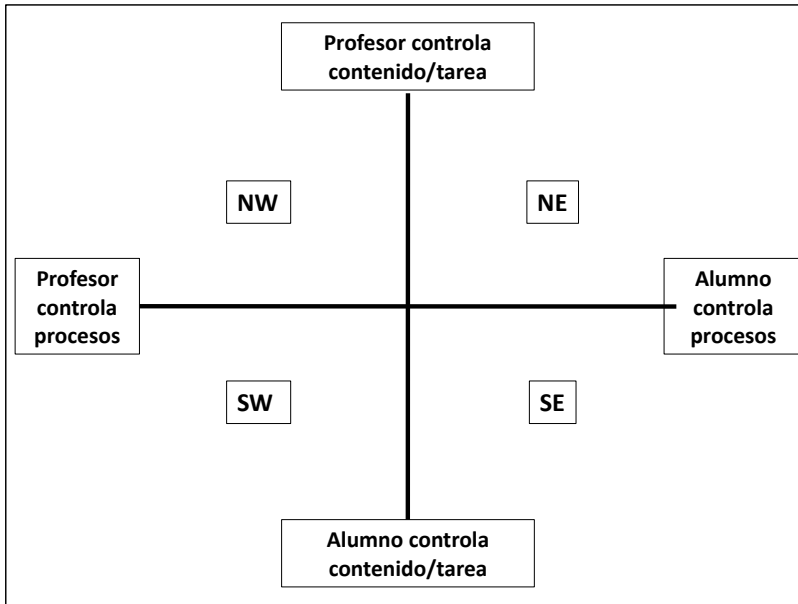 Profesor controla
contenido/tarea
NW
NE
Profesor
controla
procesos
Alumno
controla
procesos
SW
SE
Alumno controla
contenido/tarea